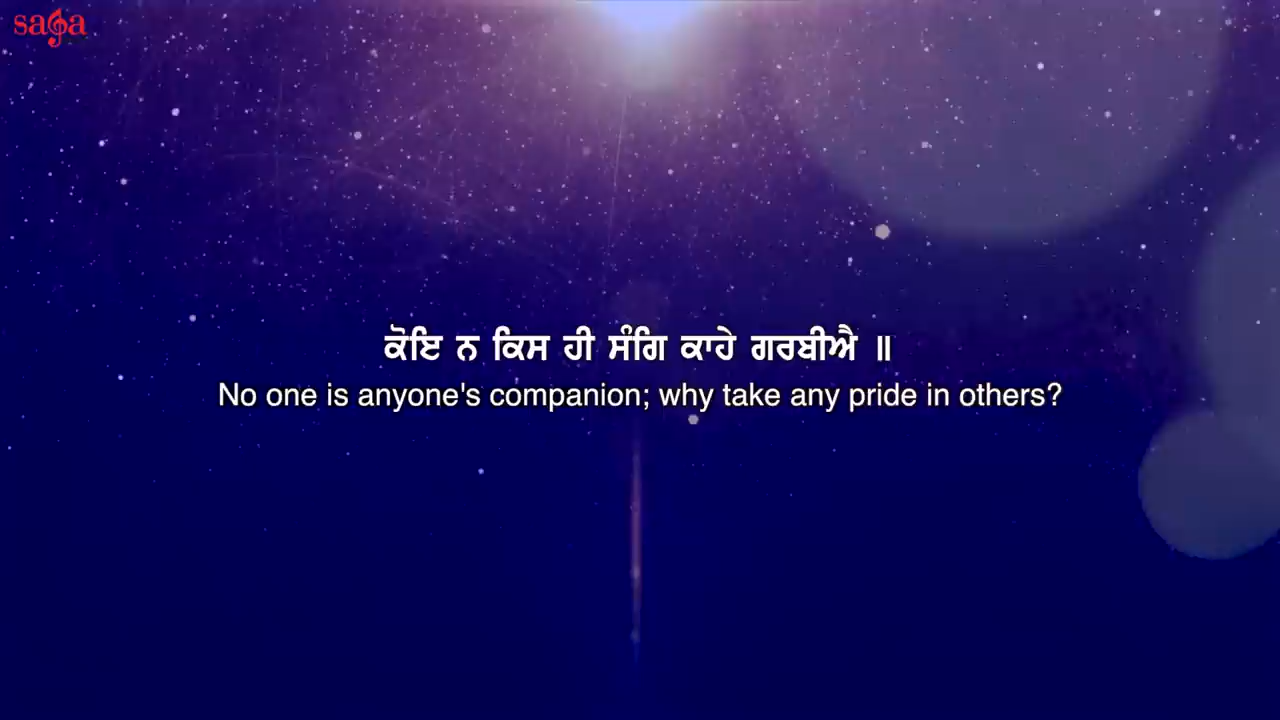 saga
ਕੋਇ ਨ ਕਿਸ ਹੀ ਸੰਗਿ ਕਾਹੇ ਗਰਬੀਐ ॥
No one is anyone's companion; why take any pride in others?